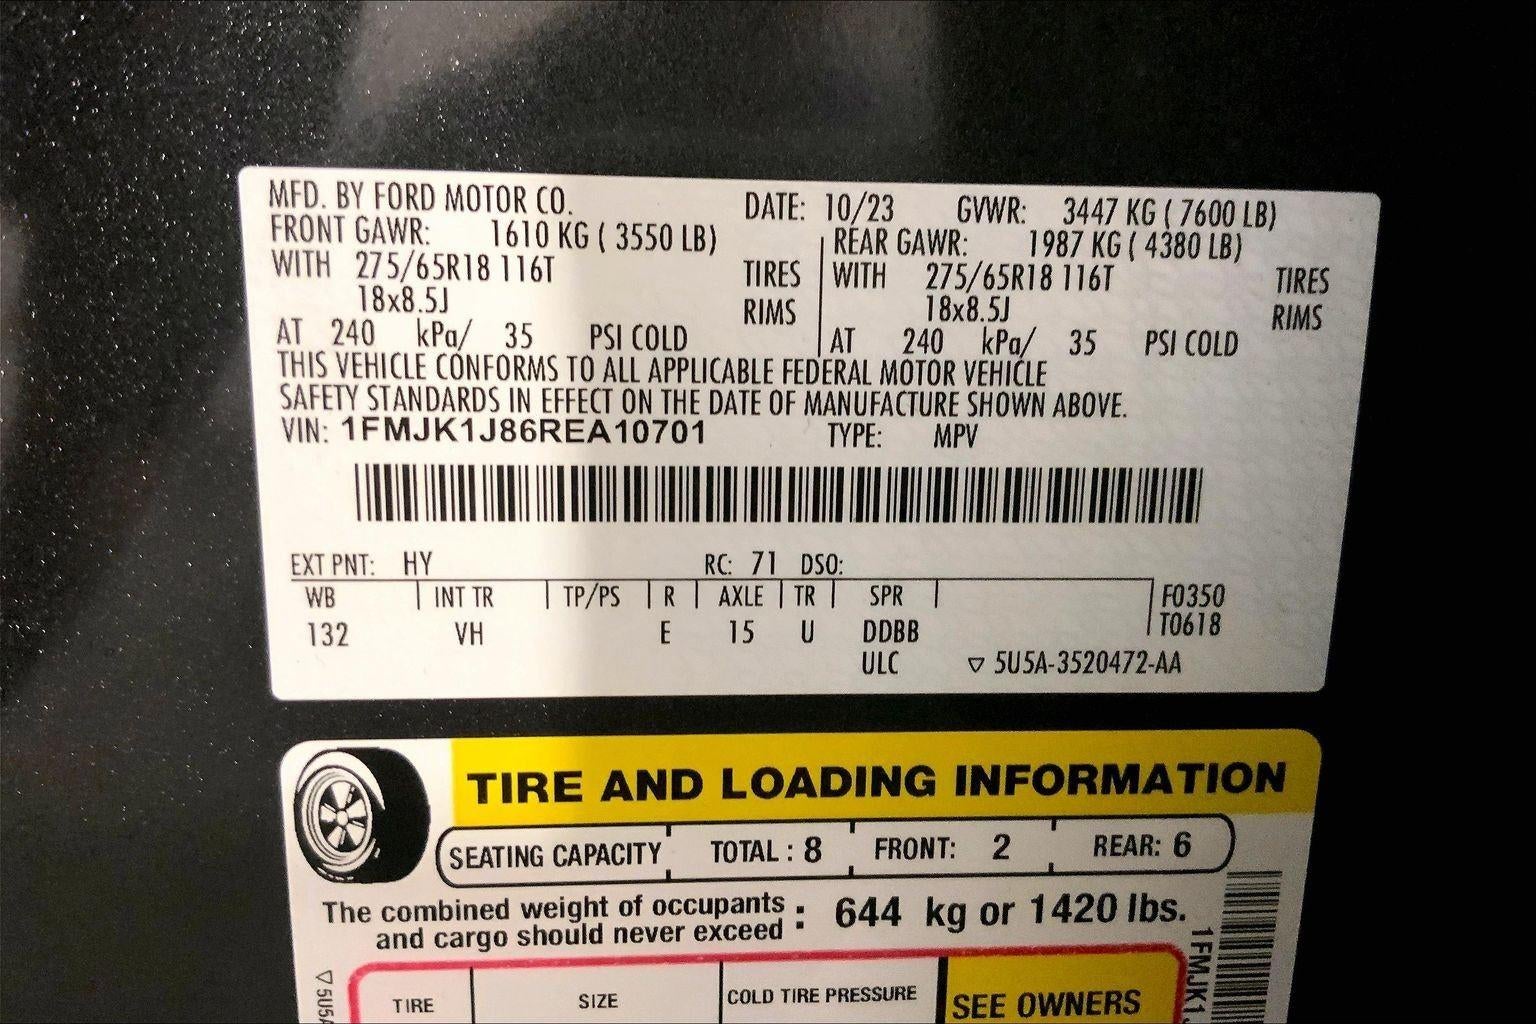 MFD. BY FORD MOTOR CO. DATE: 10/23 GVWR: 3447 KG ( 7600 LB)
FRONT GAWR: 1610 KG ( 3550 LB) REAR GAWR: 1987 KG ( 4380 LB)
WITH 275/65R18 116T TIRES WITH 275/65R18 116T TIRES
18x8.5J RIMS 18x8.5J RIMS
AT 240 kPa/ 35 PSI COLD AT 240 kPa/ 35 PSI COLD
THIS VEHICLE CONFORMS TO ALL APPLICABLE FEDERAL MOTOR VEHICLE
SAFETY STANDARDS IN EFFECT ON THE DATE OF MANUFACTURE SHOWN ABOVE.
VIN: 1FMJK1J86REA10701 TYPE: MPV
EXT PNT: HY RC: 71 DSO:
WB INT TR TP/PS R AXLE TR SPR F0350
132 VH E 15 U DDBB T0618
ULC ▽ 5U5A-3520472-AA
TIRE AND LOADING INFORMATION
SEATING CAPACITY TOTAL : 8 FRONT: 2 REAR: 6
The combined weight of occupants
and cargo should never exceed : 644 kg or 1420 lbs.
TIRE SIZE COLD TIRE PRESSURE SEE OWNERS
▽ 5U5A
1FMJK1J